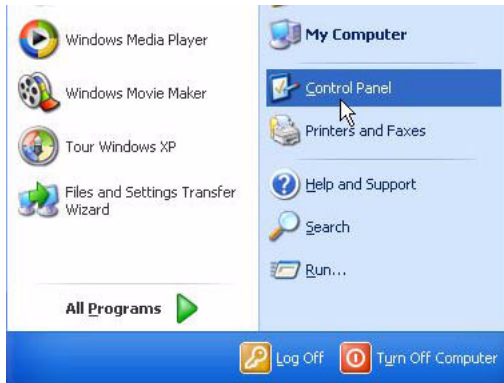 Windows Media Player
Windows Movie Maker
Tour Windows XP
Files and Settings Transfer
Wizard
All Programs
My Computer
Control Panel
Printers and Faxes
Help and Support
Search
Run...
Log Off
Turn Off Computer